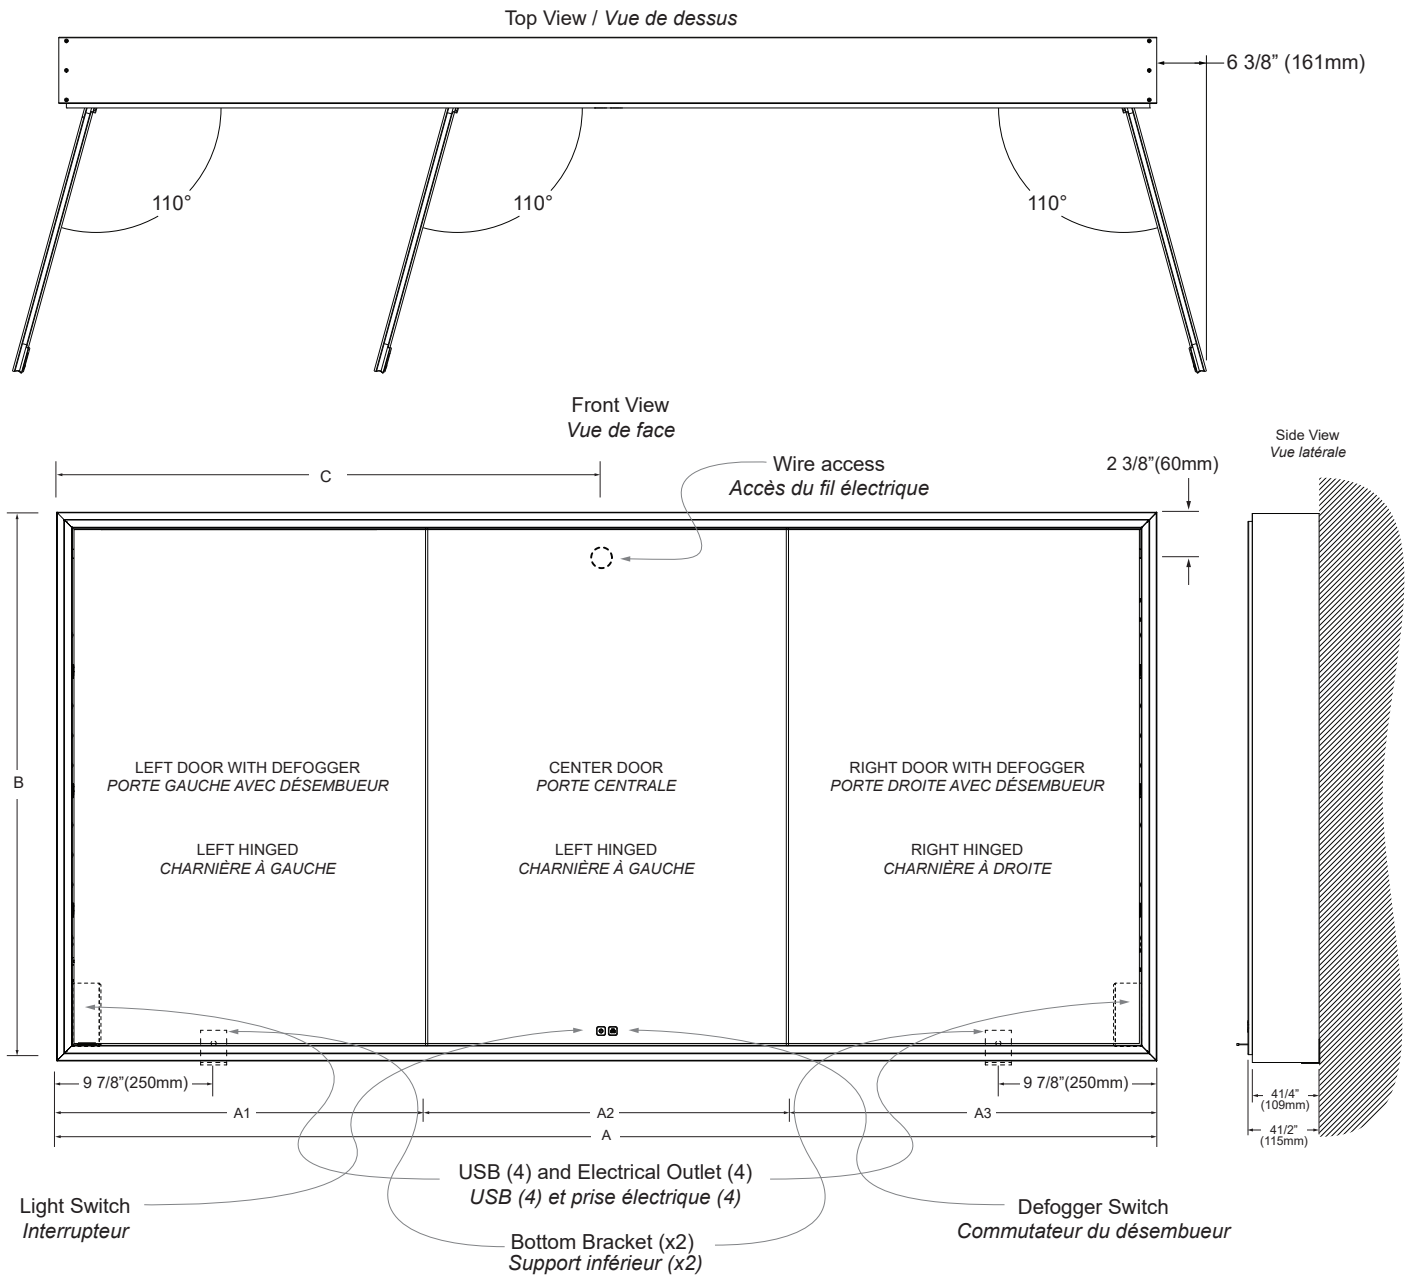 Top View / Vue de dessus
6 3/8” (161mm)
110°
110°
110°
Front View
Vue de face
Side View
Vue latérale
C
Wire access
Accès du fil électrique
2 3/8”(60mm)
B
LEFT DOOR WITH DEFOGGER
PORTE GAUCHE AVEC DÉSEMBUEUR
LEFT HINGED
CHARNIÈRE À GAUCHE
CENTER DOOR
PORTE CENTRALE
LEFT HINGED
CHARNIÈRE À GAUCHE
RIGHT DOOR WITH DEFOGGER
PORTE DROITE AVEC DÉSEMBUEUR
RIGHT HINGED
CHARNIÈRE À DROITE
9 7/8”(250mm)
9 7/8”(250mm)
A1
A2
A3
A
41/4”
(109mm)
41/2”
(115mm)
USB (4) and Electrical Outlet (4)
USB (4) et prise électrique (4)
Light Switch
Interrupteur
Defogger Switch
Commutateur du désembueur
Bottom Bracket (x2)
Support inférieur (x2)